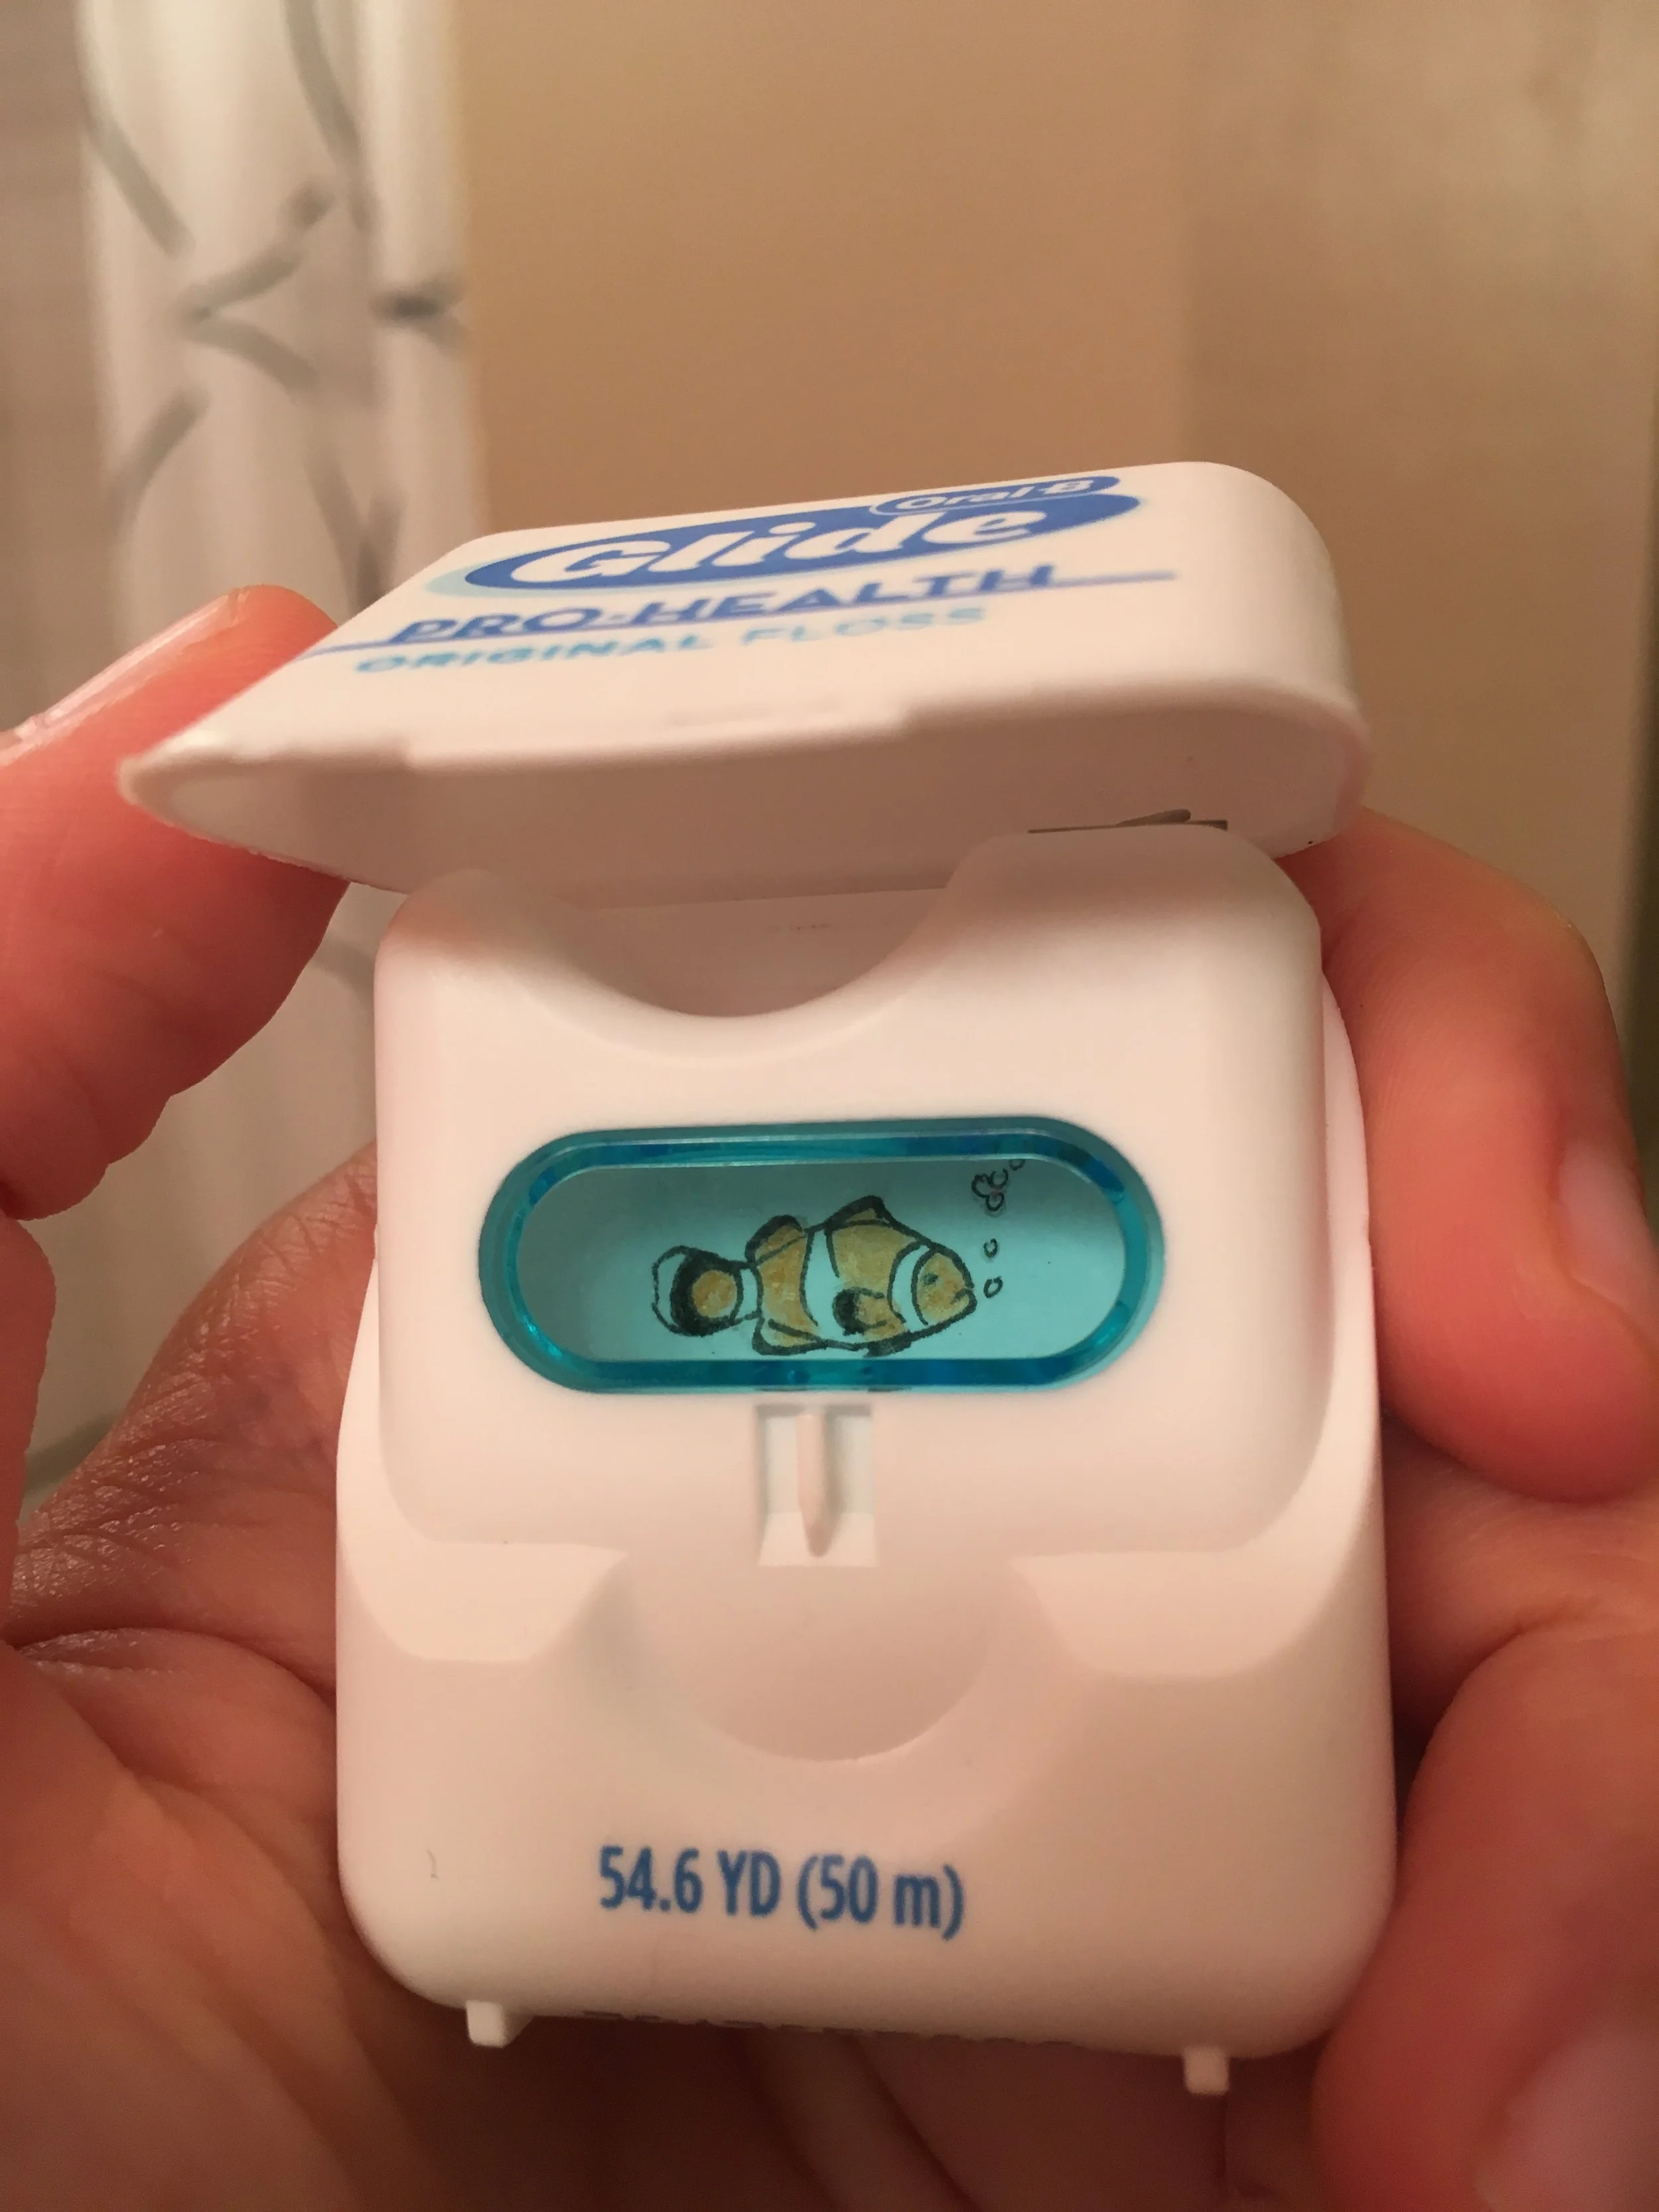 Oral-B
Glide
PRO-HEALTH
ORIGINAL FLOSS
54.6 YD (50 m)